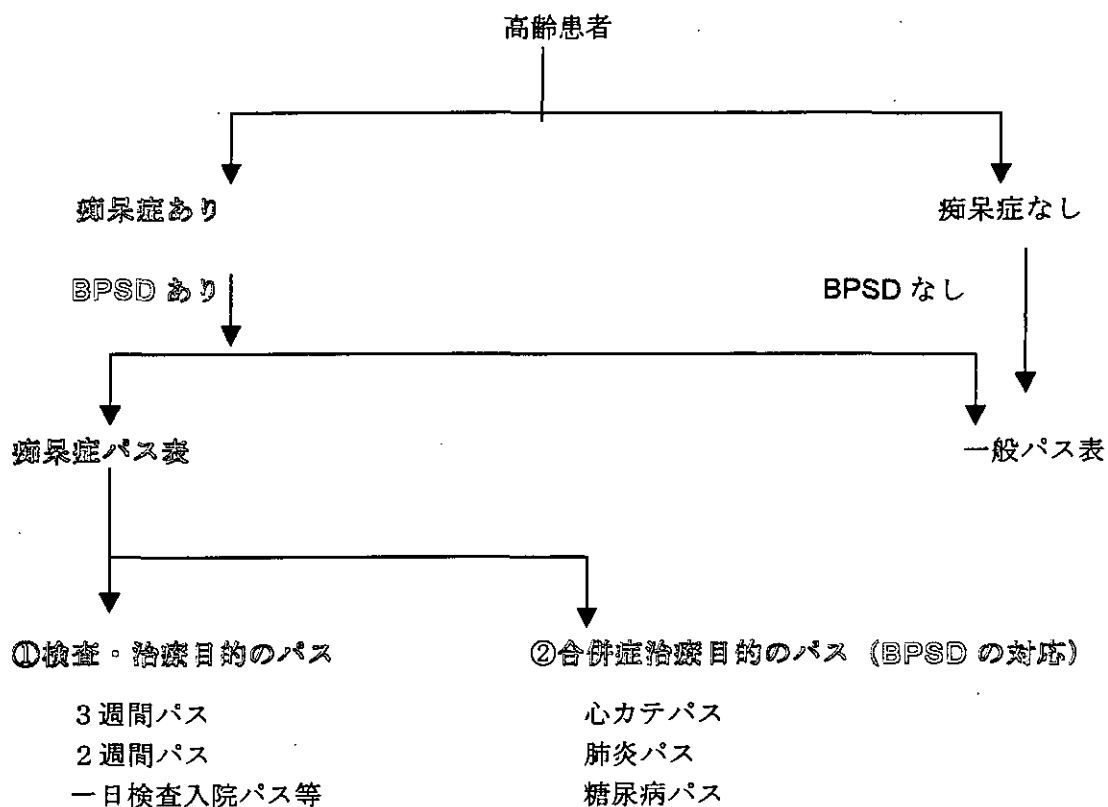 高齢患者
痴呆症あり
痴呆症なし
BPSD あり
BPSD なし
痴呆症パス表
一般パス表
①検査・治療目的のパス
②合併症治療目的のパス（BPSD の対応）
3週間パス
心カテパス
2週間パス
肺炎パス
一日検査入院パス等
糖尿病パス